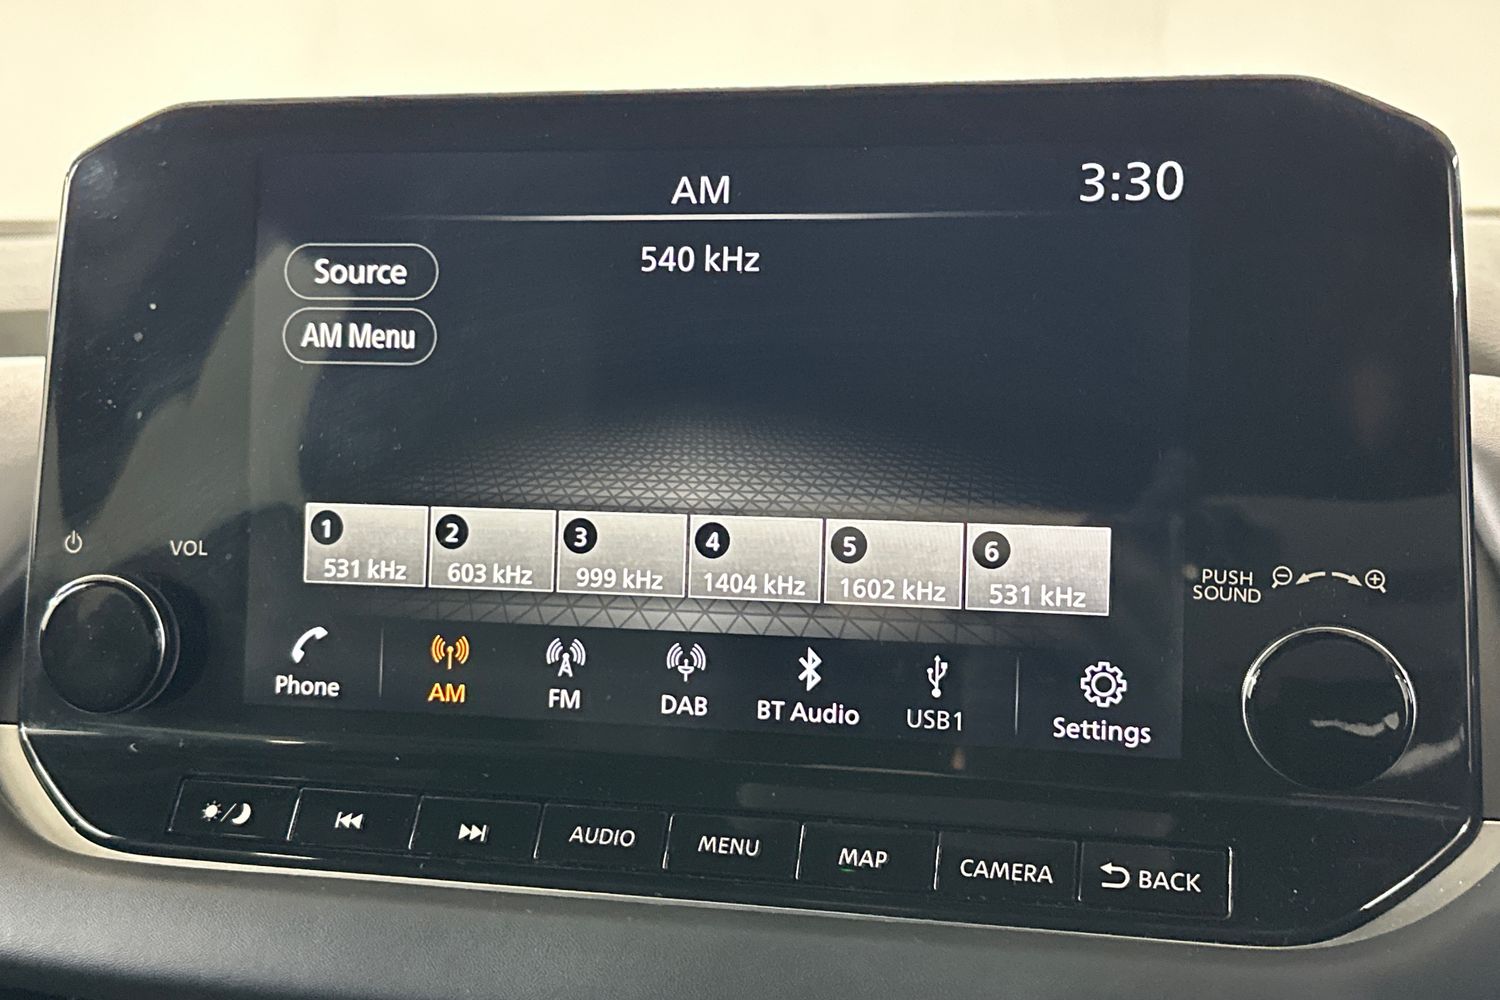 AM
3:30
540 kHz
Source
AM Menu
1
531 kHz
2
603 kHz
3
999 kHz
4
1404 kHz
5
1602 kHz
6
531 kHz
VOL
PUSH
SOUND
Phone
AM
FM
DAB
BT Audio
USB1
Settings
AUDIO
MENU
MAP
CAMERA
BACK